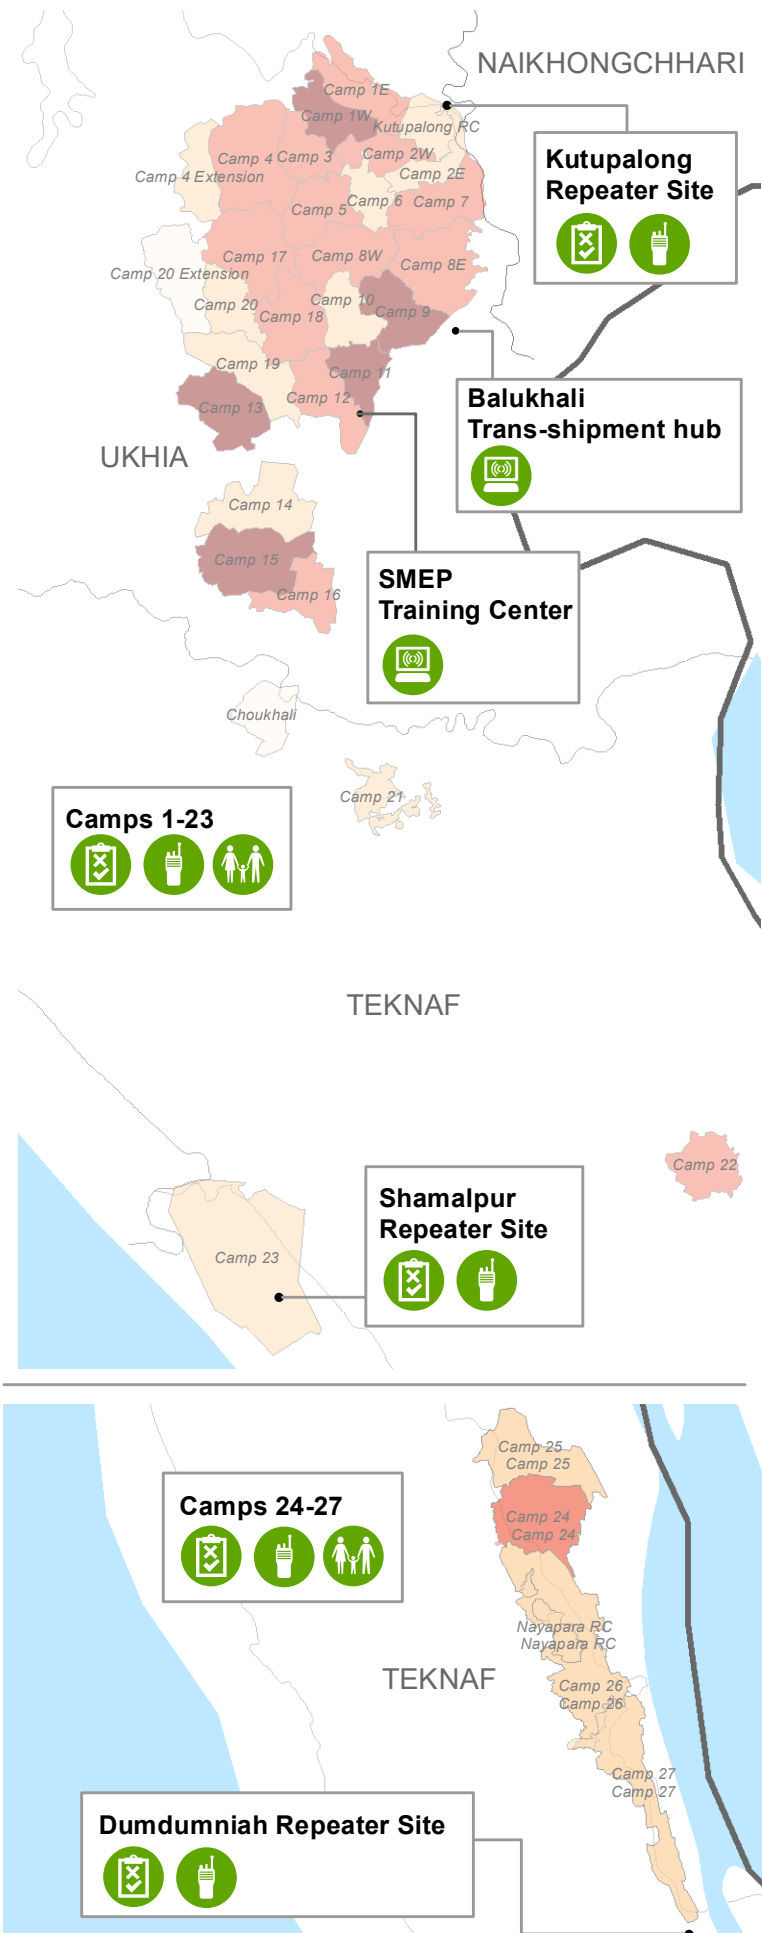 NAIKHONGCHHARI
Camp 1E
Camp 1W
Kutupalong RC
Camp 4
Camp 3
Camp 2W
Camp 4 Extension
Camp 2E
Camp 6
Camp 7
Camp 5
Kutupalong
Repeater Site
Camp 17
Camp 8W
Camp 8E
Camp 20 Extension
Camp 20
Camp 10
Camp 9
Camp 18
Camp 19
Camp 11
Camp 12
Camp 13
UKHIA
Balukhali
Trans-shipment hub
Camp 14
Camp 15
Camp 16
SMEP
Training Center
Choukhali
Camp 21
Camps 1-23
TEKNAF
Camp 22
Shamalpur
Repeater Site
Camp 23
Camp 25
Camp 25
Camps 24-27
Camp 24
Camp 24
Nayapara RC
Nayapara RC
TEKNAF
Camp 26
Camp 26
Camp 27
Camp 27
Dumdumniah Repeater Site